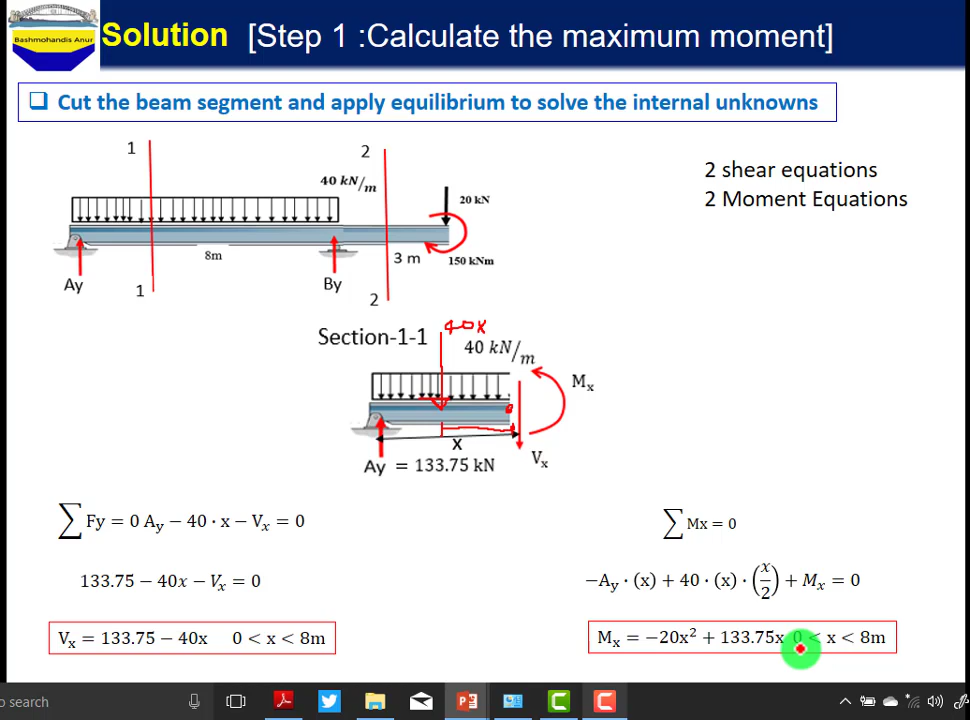 Bashmohandis Anur
Solution [Step 1 :Calculate the maximum moment]
Cut the beam segment and apply equilibrium to solve the internal unknowns
2 shear equations
2 Moment Equations
1
2
40 kN/m
20 kN
8m
3 m
150 kNm
Ay
By
1
2
Section-1-1
40x
40 kN/m
Mx
x
Vx
Ay = 133.75 kN
∑ Fy = 0 Ay − 40 · x − Vx = 0
133.75 − 40x − Vx = 0
Vx = 133.75 − 40x 0 < x < 8m
∑ Mx = 0
−Ay · (x) + 40 · (x) · (x/2) + Mx = 0
Mx = −20x² + 133.75x 0 < x < 8m
o search